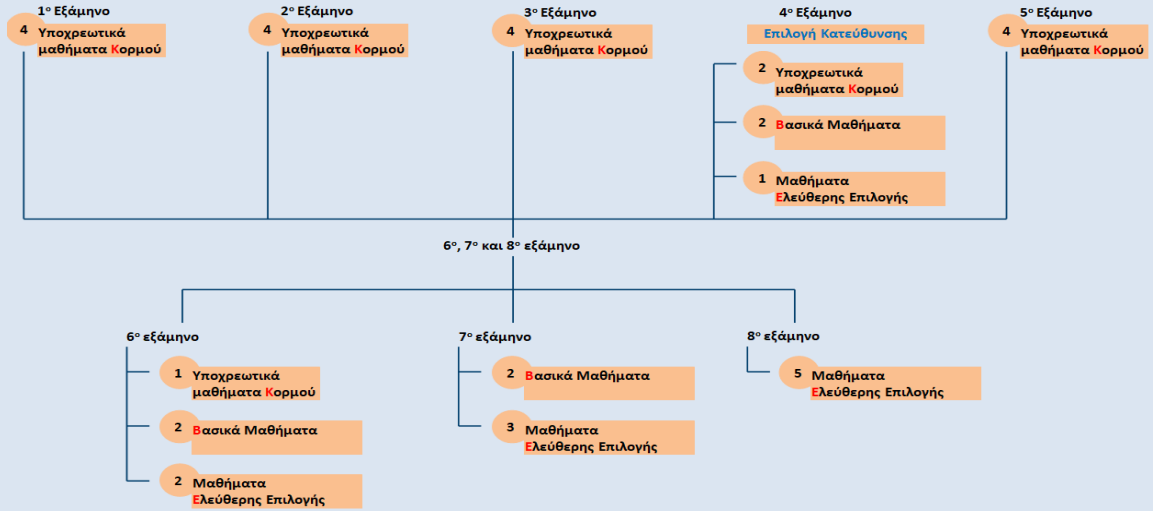 1ο Εξάμηνο
4 Υποχρεωτικά
μαθήματα Κορμού
2ο Εξάμηνο
4 Υποχρεωτικά
μαθήματα Κορμού
3ο Εξάμηνο
4 Υποχρεωτικά
μαθήματα Κορμού
4ο Εξάμηνο
Επιλογή Κατεύθυνσης
2 Υποχρεωτικά
μαθήματα Κορμού
2 Βασικά Μαθήματα
1 Μαθήματα
Ελεύθερης Επιλογής
5ο Εξάμηνο
4 Υποχρεωτικά
μαθήματα Κορμού
6ο, 7ο και 8ο εξάμηνο
6ο εξάμηνο
1 Υποχρεωτικά
μαθήματα Κορμού
2 Βασικά Μαθήματα
2 Μαθήματα
Ελεύθερης Επιλογής
7ο εξάμηνο
2 Βασικά Μαθήματα
3 Μαθήματα
Ελεύθερης Επιλογής
8ο εξάμηνο
5 Μαθήματα
Ελεύθερης Επιλογής